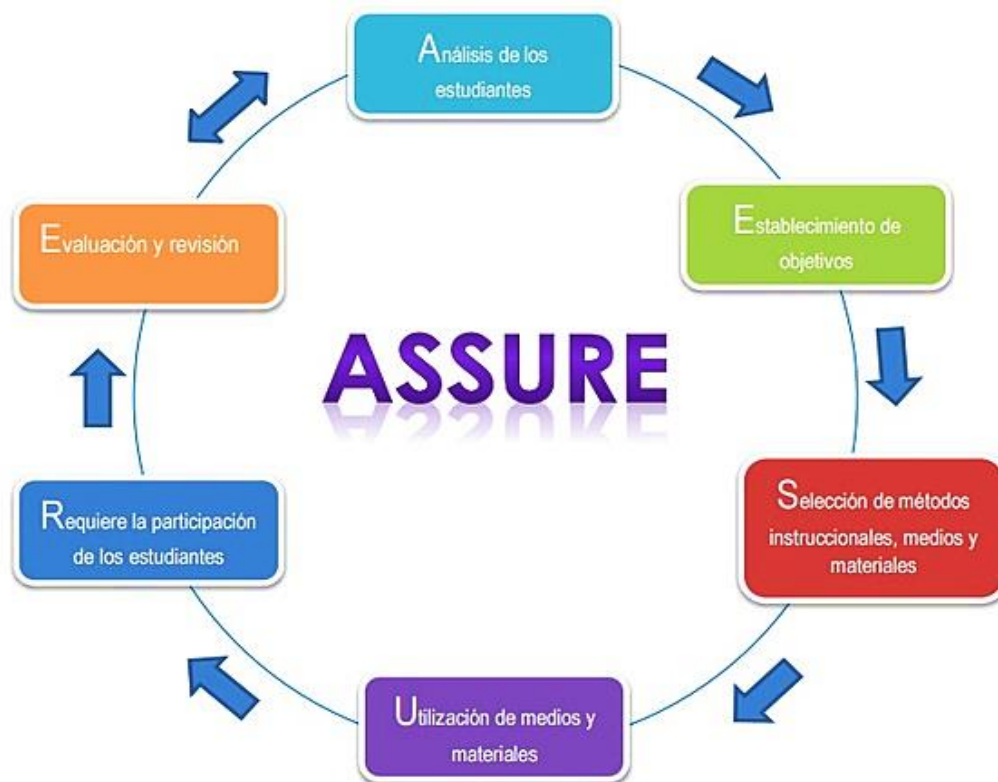 Análisis de los
estudiantes
Establecimiento de
objetivos
Selección de métodos
instruccionales, medios y
materiales
Utilización de medios y
materiales
Requiere la participación
de los estudiantes
Evaluación y revisión
ASSURE